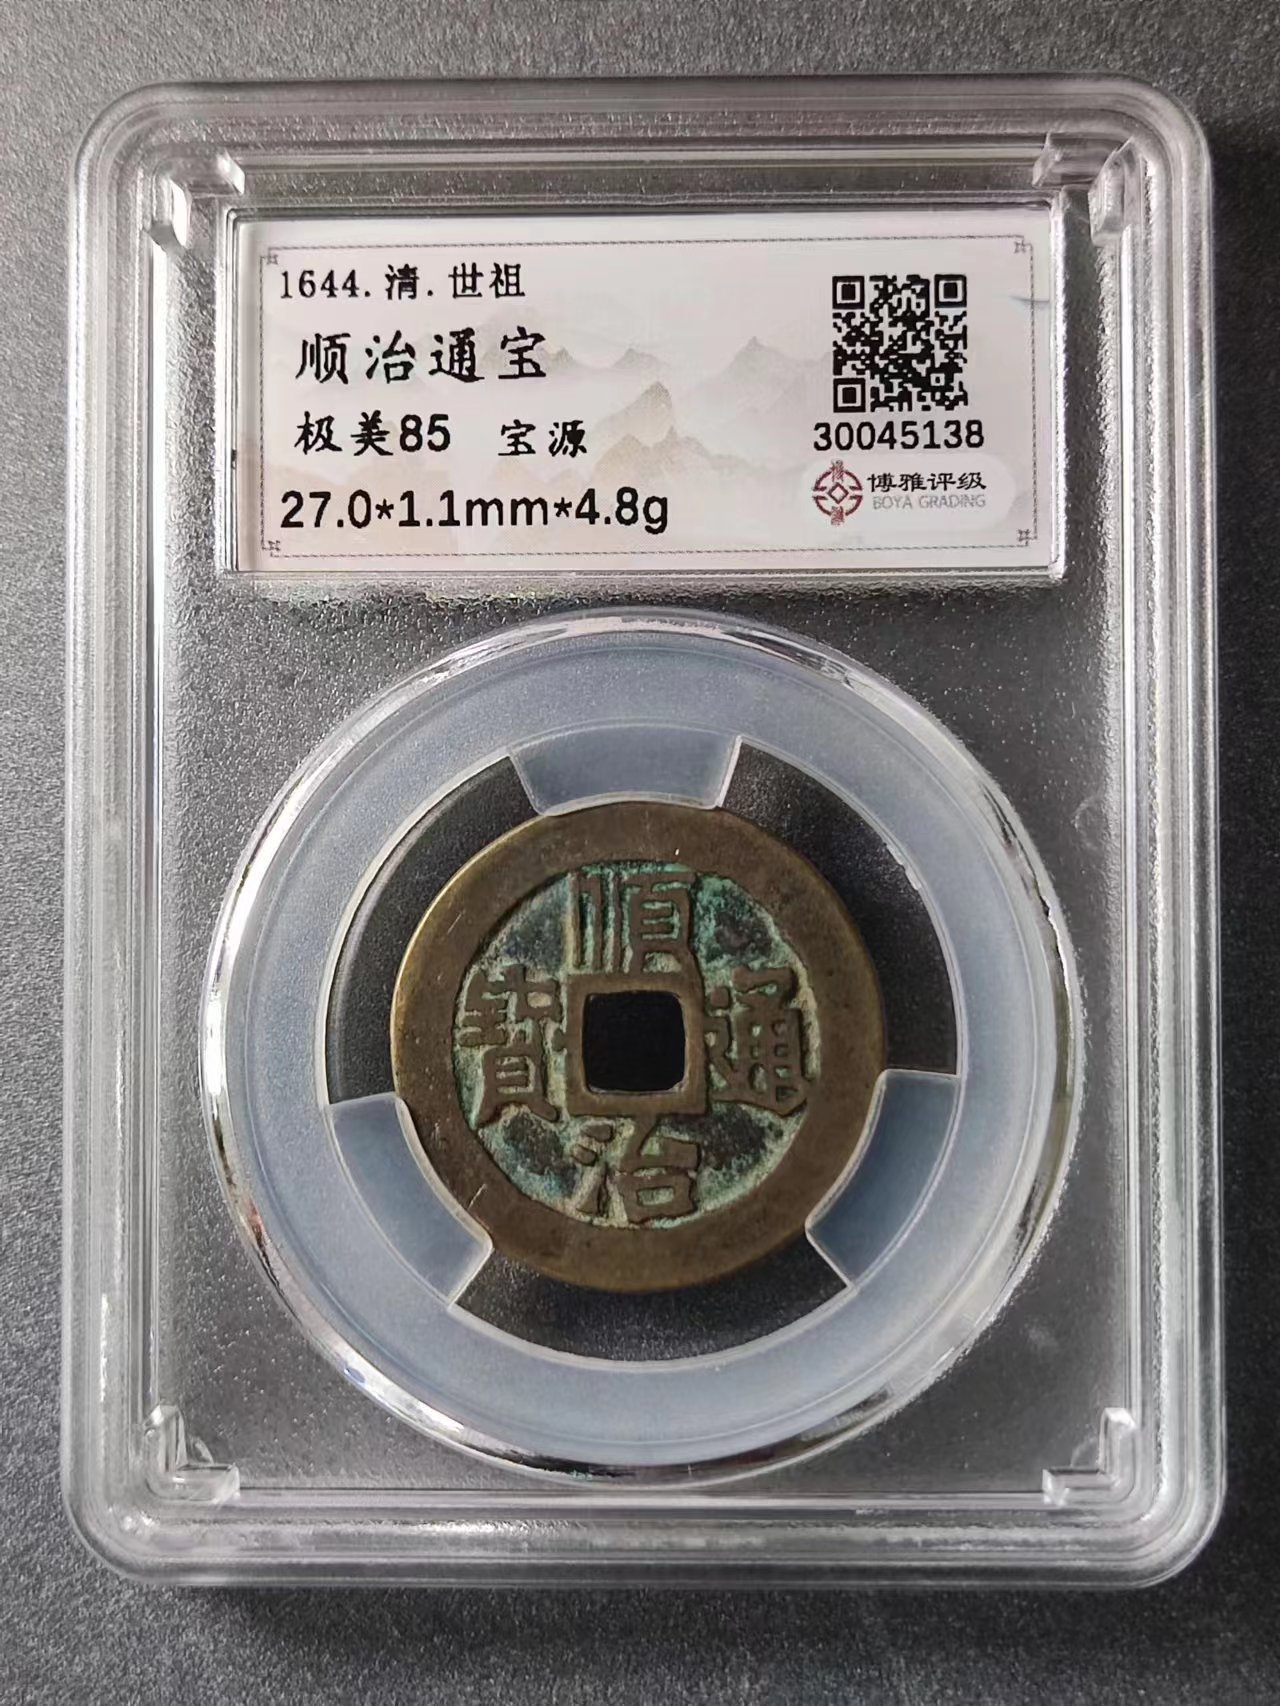 1644.清.世祖
顺治通宝
极美85 宝源
27.0*1.1mm*4.8g
30045138
博雅评级
BOYA GRADING
順治通寶